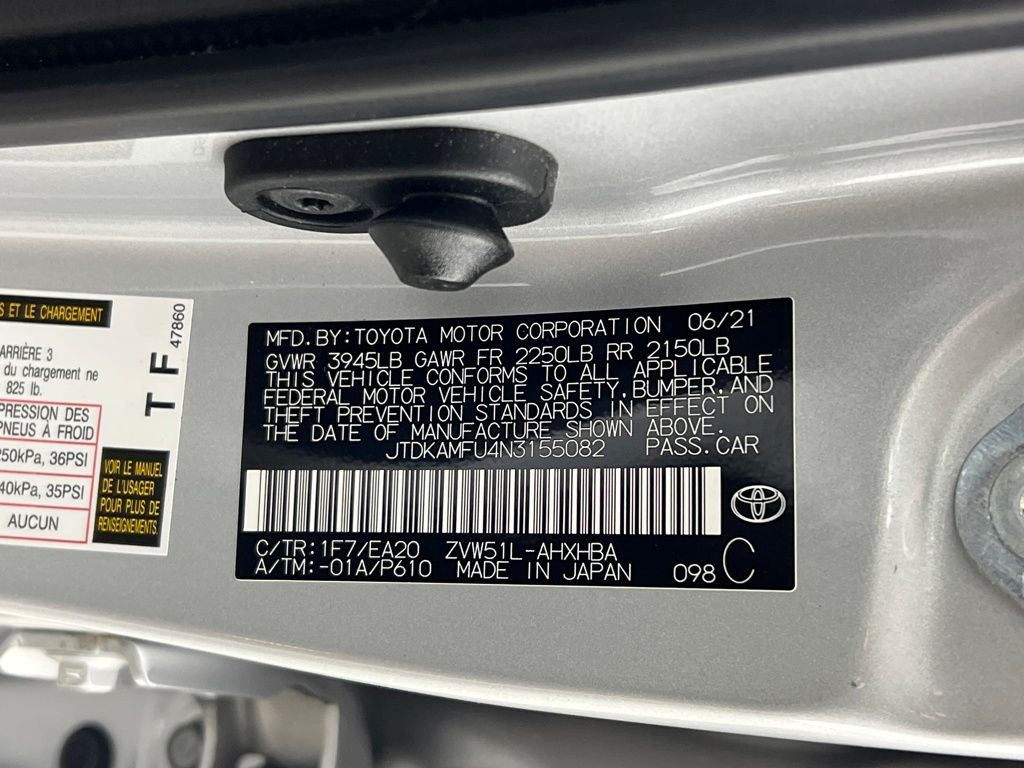 S ET LE CHARGEMENT
ARRIÈRE 3
du chargement ne
825 lb.
PRESSION DES
PNEUS À FROID
250kPa, 36PSI
40kPa, 35PSI
AUCUN
VOIR LE MANUEL
DE L'USAGER
POUR PLUS DE
RENSEIGNEMENTS.
T F
47860
MFD.BY:TOYOTA MOTOR CORPORATION 06/21
GVWR 3945LB GAWR FR 2250LB RR 2150LB
THIS VEHICLE CONFORMS TO ALL APPLICABLE
FEDERAL MOTOR VEHICLE SAFETY,BUMPER,AND
THEFT PREVENTION STANDARDS IN EFFECT ON
THE DATE OF MANUFACTURE SHOWN ABOVE.
JTDKAMFU4N3155082 PASS.CAR
C/TR:1F7/EA20 ZVW51L-AHXHBA
A/TM:-01A/P610 MADE IN JAPAN 098 C